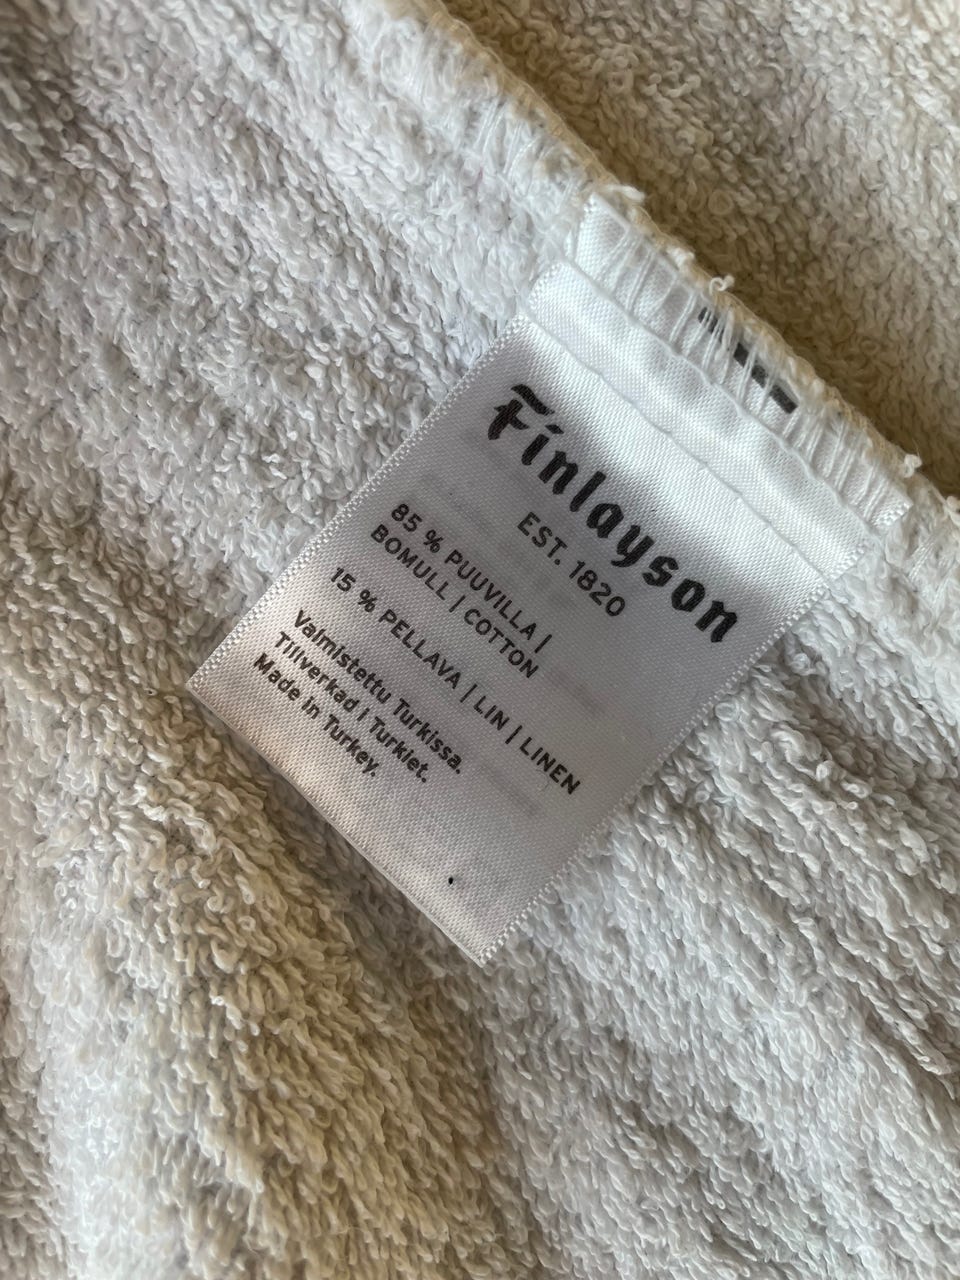 Finlayson
EST. 1820
85 % PUUVILLA |
BOMULL | COTTON
15 % PELLAVA | LIN | LINEN
Valmistettu Turkissa.
Tillverkad i Turkiet.
Made in Turkey.